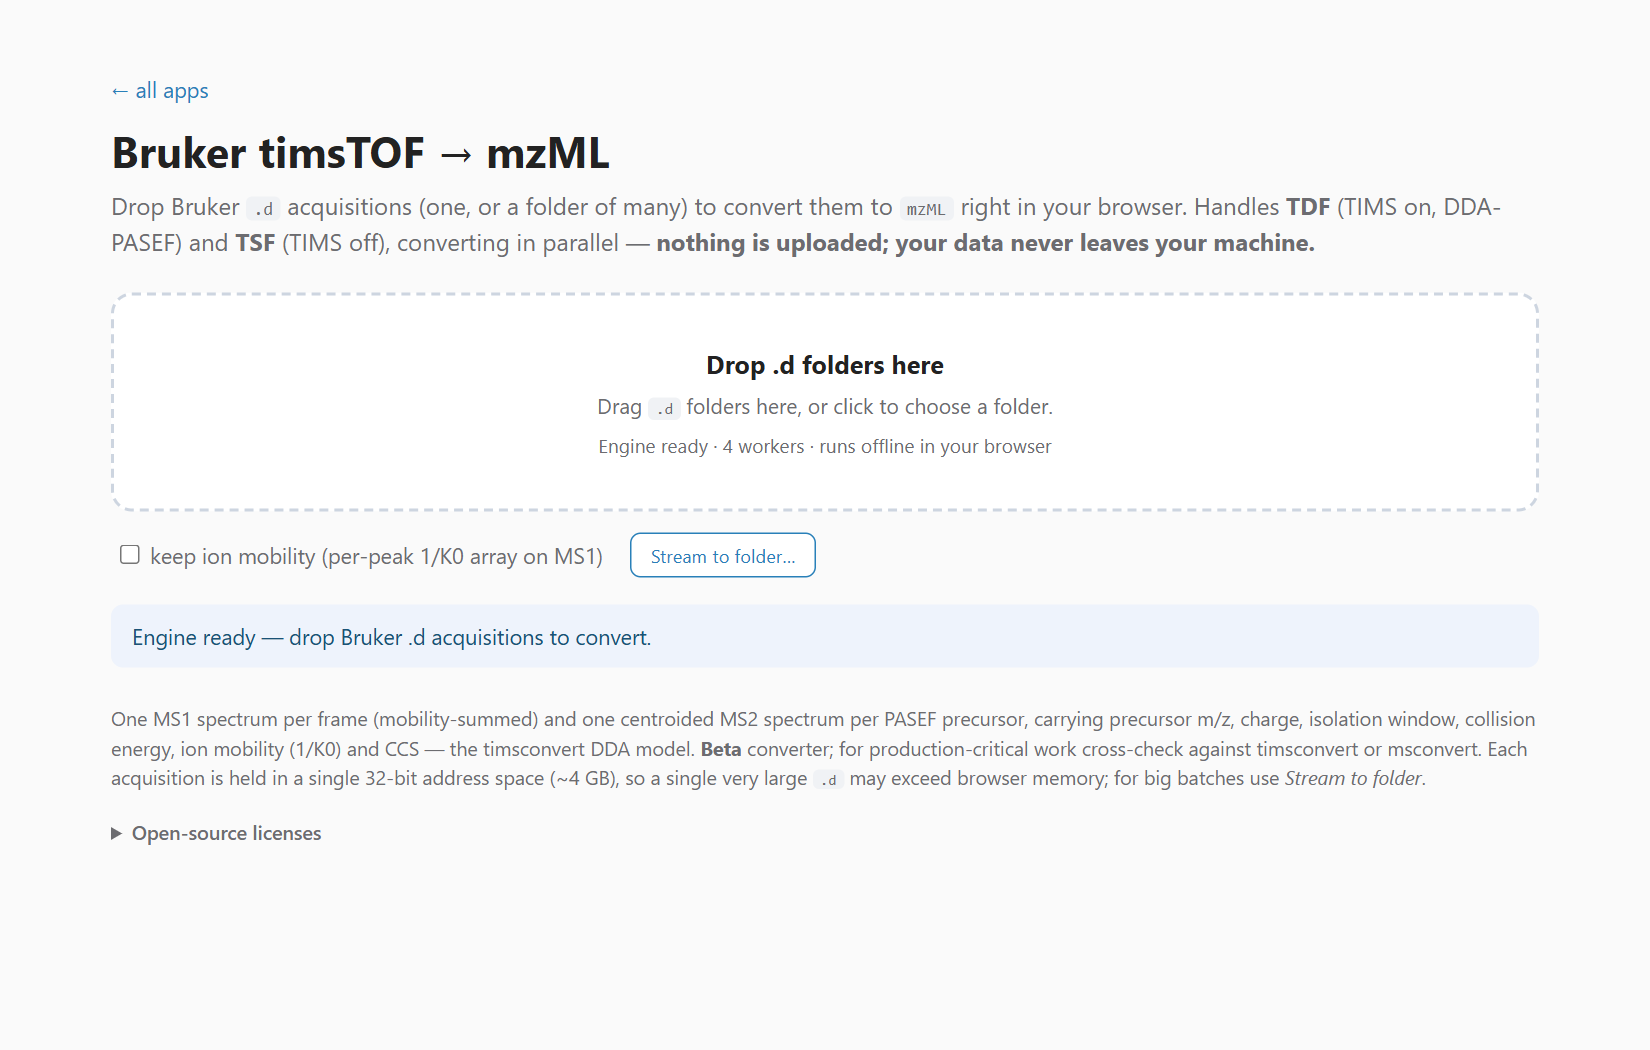 ← all apps
Bruker timsTOF → mzML
Drop Bruker .d acquisitions (one, or a folder of many) to convert them to mzML right in your browser. Handles TDF (TIMS on, DDA-
PASEF) and TSF (TIMS off), converting in parallel — nothing is uploaded; your data never leaves your machine.
Drop .d folders here
Drag .d folders here, or click to choose a folder.
Engine ready · 4 workers · runs offline in your browser
keep ion mobility (per-peak 1/K0 array on MS1)
Stream to folder...
Engine ready — drop Bruker .d acquisitions to convert.
One MS1 spectrum per frame (mobility-summed) and one centroided MS2 spectrum per PASEF precursor, carrying precursor m/z, charge, isolation window, collision
energy, ion mobility (1/K0) and CCS — the timsconvert DDA model. Beta converter; for production-critical work cross-check against timsconvert or msconvert. Each
acquisition is held in a single 32-bit address space (~4 GB), so a single very large .d may exceed browser memory; for big batches use Stream to folder.
▶ Open-source licenses